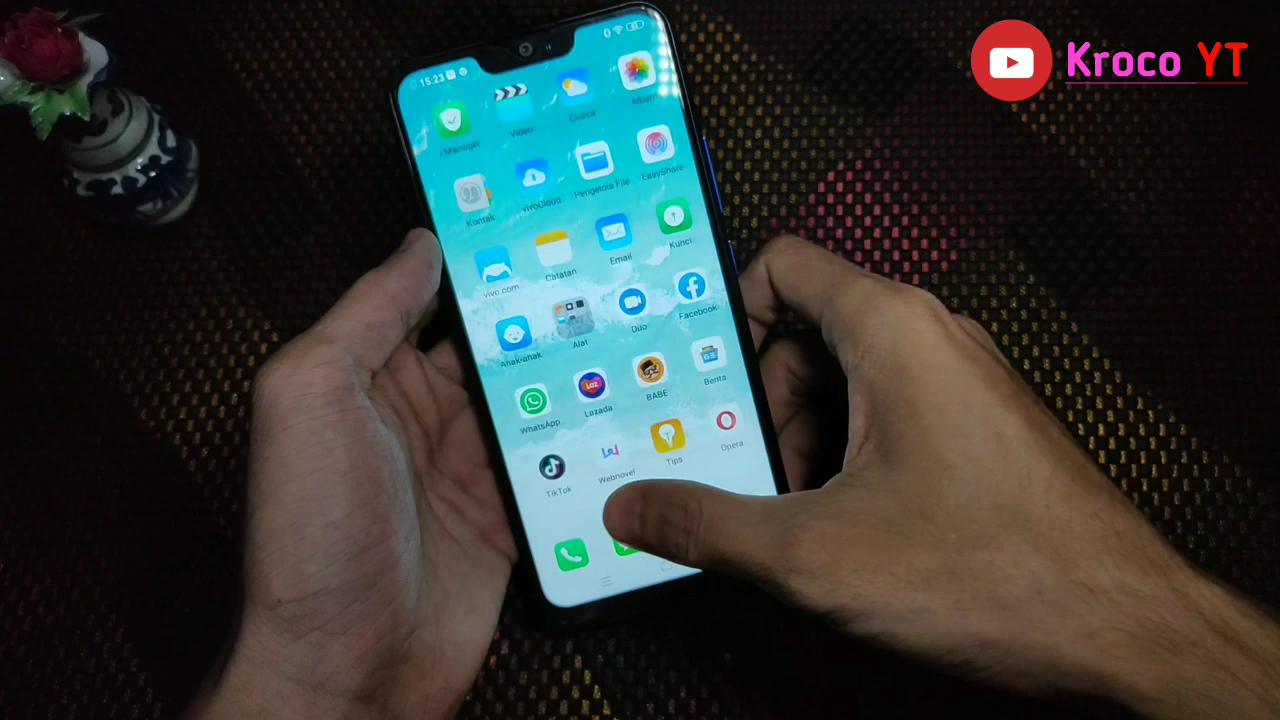 Kroco YT
15:23
i Manager
Video
Cuaca
Album
Kontak
vivoCloud
Pengelola File
EasyShare
vivo.com
Catatan
Email
Kunci
Anak-anak
Alat
Duo
Facebook
WhatsApp
Laz
Lazada
BABE
Berita
TikTok
Webnovel
Tips
Opera